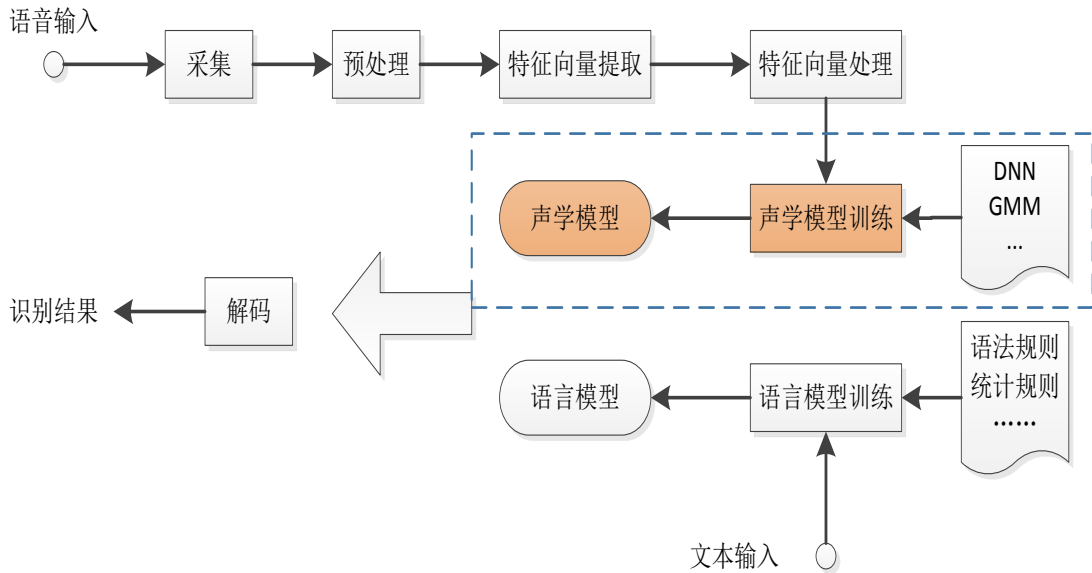 语音输入
采集
预处理
特征向量提取
特征向量处理
声学模型
声学模型训练
DNN
GMM
...
识别结果
解码
语言模型
语言模型训练
语法规则
统计规则
……
文本输入